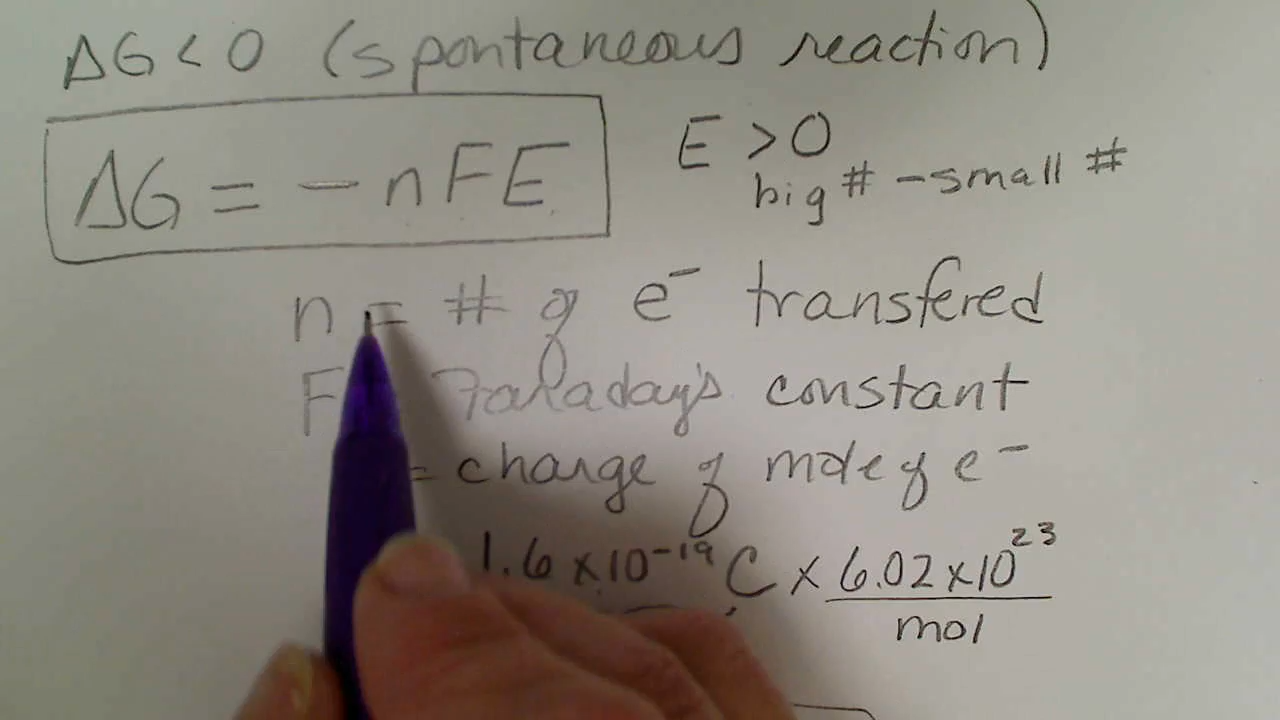 ΔG < 0 (spontaneous reaction)
ΔG = - nFE
E > 0
big # - small #
n = # of e⁻ transfered
F Faraday's constant
= charge of mole of e⁻
1.6 x 10⁻¹⁹ C x 6.02 x 10²³
mol